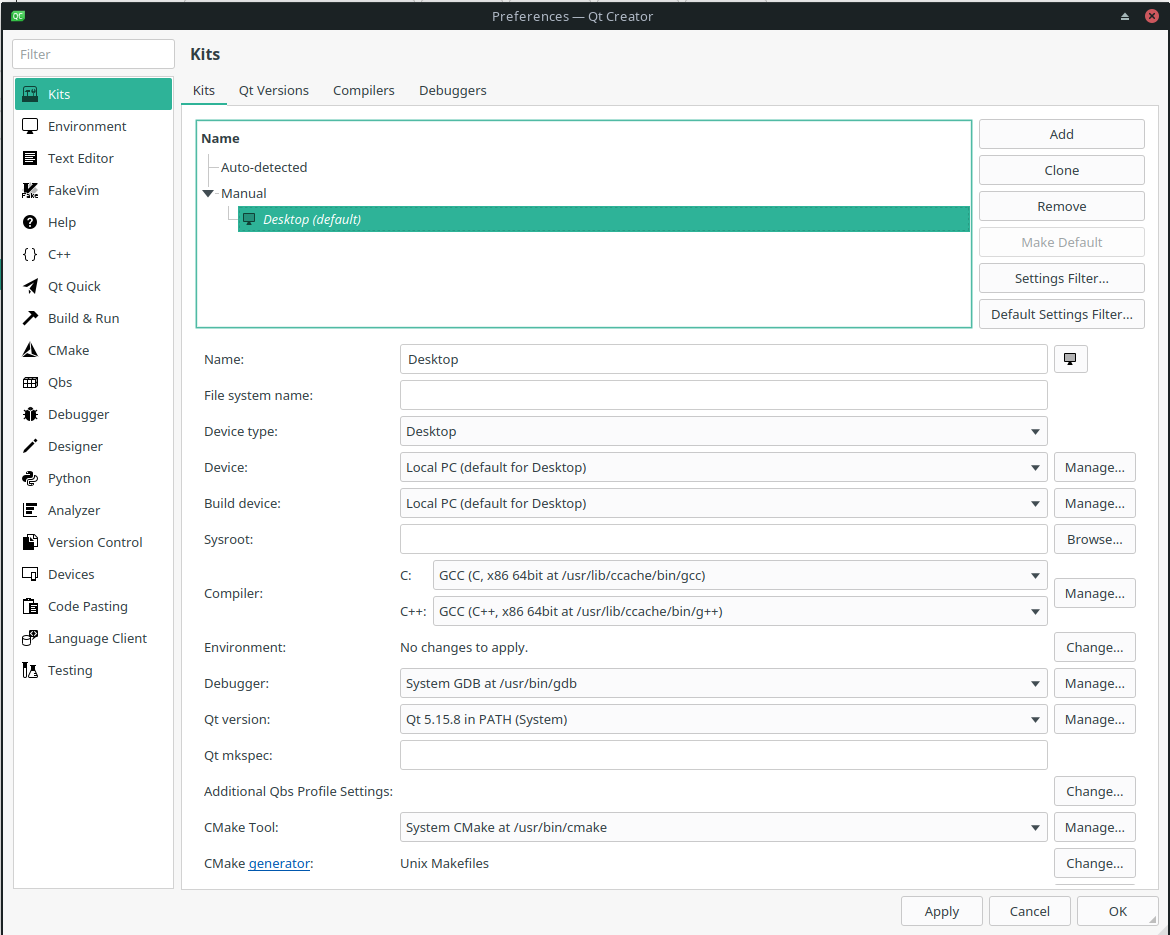 QC
Preferences — Qt Creator
Filter
Kits
Environment
Text Editor
FakeVim
Help
C++
Qt Quick
Build & Run
CMake
Qbs
Debugger
Designer
Python
Analyzer
Version Control
Devices
Code Pasting
Language Client
Testing
Kits
Kits Qt Versions Compilers Debuggers
Name
Auto-detected
Manual
Desktop (default)
Add
Clone
Remove
Make Default
Settings Filter...
Default Settings Filter...
Name: Desktop
File system name:
Device type: Desktop
Device: Local PC (default for Desktop) Manage...
Build device: Local PC (default for Desktop) Manage...
Sysroot: Browse...
Compiler:
C: GCC (C, x86 64bit at /usr/lib/ccache/bin/gcc)
C++: GCC (C++, x86 64bit at /usr/lib/ccache/bin/g++)
Manage...
Environment: No changes to apply. Change...
Debugger: System GDB at /usr/bin/gdb Manage...
Qt version: Qt 5.15.8 in PATH (System) Manage...
Qt mkspec:
Additional Qbs Profile Settings: Change...
CMake Tool: System CMake at /usr/bin/cmake Manage...
CMake generator: Unix Makefiles Change...
Apply Cancel OK